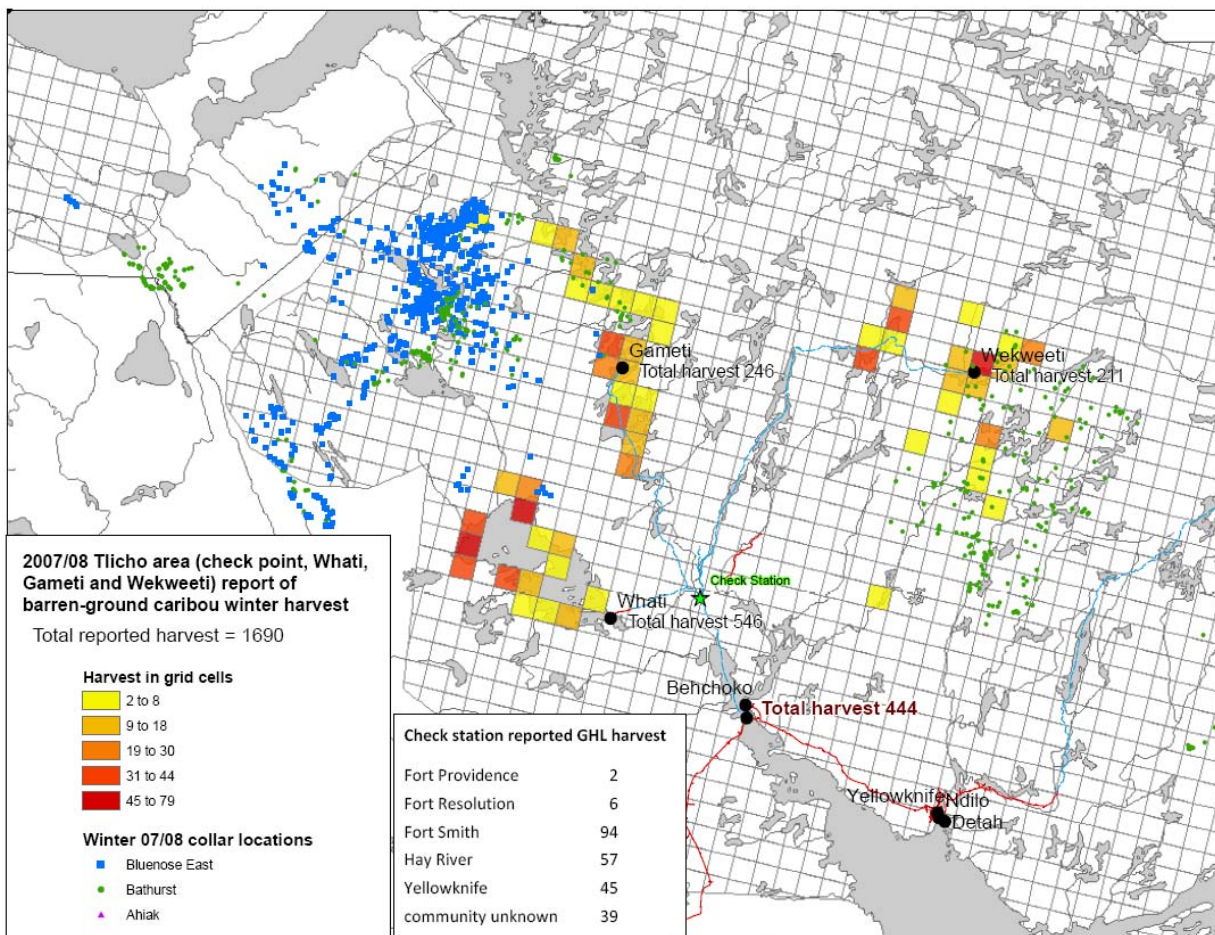 Gameti
Total harvest 246
Wekweeti
Total harvest 211
Check Station
Whati
Total harvest 546
Behchoko
Total harvest 444
Yellowknife
Ndilo
Detah
2007/08 Tlicho area (check point, Whati,
Gameti and Wekweeti) report of
barren-ground caribou winter harvest
Total reported harvest = 1690
Harvest in grid cells
2 to 8
9 to 18
19 to 30
31 to 44
45 to 79
Winter 07/08 collar locations
Bluenose East
Bathurst
Ahiak
Check station reported GHL harvest
Fort Providence 2
Fort Resolution 6
Fort Smith 94
Hay River 57
Yellowknife 45
community unknown 39